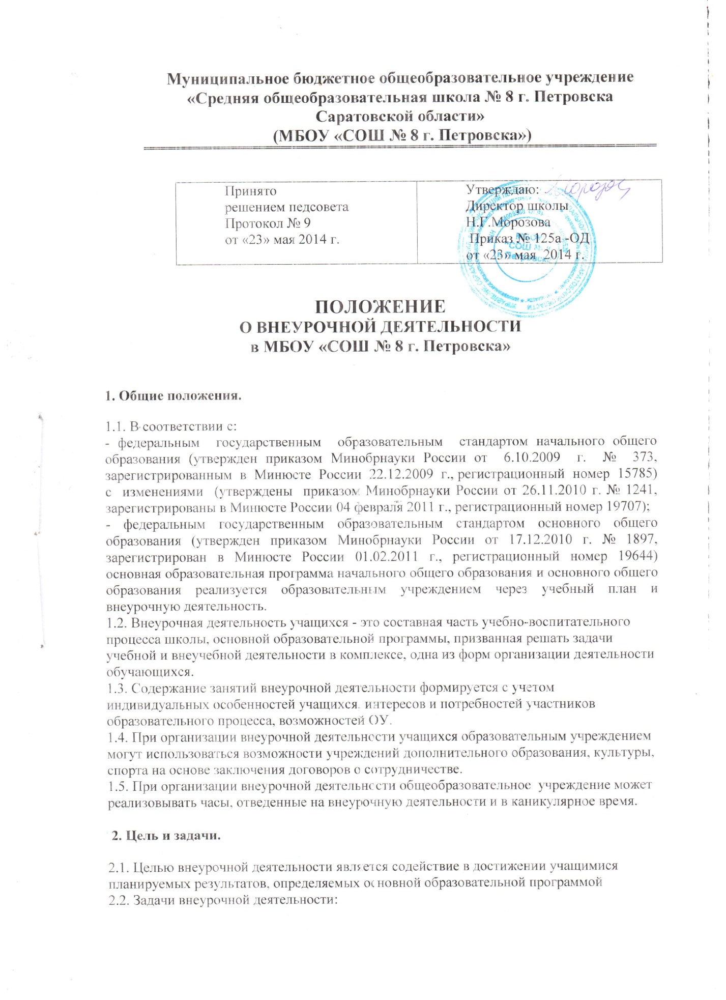 Муниципальное бюджетное общеобразовательное учреждение
«Средняя общеобразовательная школа № 8 г. Петровска
Саратовской области»
(МБОУ «СОШ № 8 г. Петровска»)
Принято
решением педсовета
Протокол № 9
от «23» мая 2014 г.
Утверждаю:
Директор школы
Н.Г.Морозова
Приказ № 125а -ОД
от «23» мая 2014 г.
ПОЛОЖЕНИЕ
О ВНЕУРОЧНОЙ ДЕЯТЕЛЬНОСТИ
в МБОУ «СОШ № 8 г. Петровска»
1. Общие положения.
1.1. В соответствии с:
- федеральным государственным образовательным стандартом начального общего
образования (утвержден приказом Минобрнауки России от 6.10.2009 г. № 373,
зарегистрированным в Минюсте России 22.12.2009 г., регистрационный номер 15785)
с изменениями (утверждены приказом Минобрнауки России от 26.11.2010 г. № 1241,
зарегистрированы в Минюсте России 04 февраля 2011 г., регистрационный номер 19707);
- федеральным государственным образовательным стандартом основного общего
образования (утвержден приказом Минобрнауки России от 17.12.2010 г. № 1897,
зарегистрирован в Минюсте России 01.02.2011 г., регистрационный номер 19644)
основная образовательная программа начального общего образования и основного общего
образования реализуется образовательным учреждением через учебный план и
внеурочную деятельность.
1.2. Внеурочная деятельность учащихся - это составная часть учебно-воспитательного
процесса школы, основной образовательной программы, призванная решать задачи
учебной и внеучебной деятельности в комплексе, одна из форм организации деятельности
обучающихся.
1.3. Содержание занятий внеурочной деятельности формируется с учетом
индивидуальных особенностей учащихся, интересов и потребностей участников
образовательного процесса, возможностей ОУ.
1.4. При организации внеурочной деятельности учащихся образовательным учреждением
могут использоваться возможности учреждений дополнительного образования, культуры,
спорта на основе заключения договоров о сотрудничестве.
1.5. При организации внеурочной деятельности общеобразовательное учреждение может
реализовывать часы, отведенные на внеурочную деятельности и в каникулярное время.
2. Цель и задачи.
2.1. Целью внеурочной деятельности является содействие в достижении учащимися
планируемых результатов, определяемых основной образовательной программой
2.2. Задачи внеурочной деятельности: